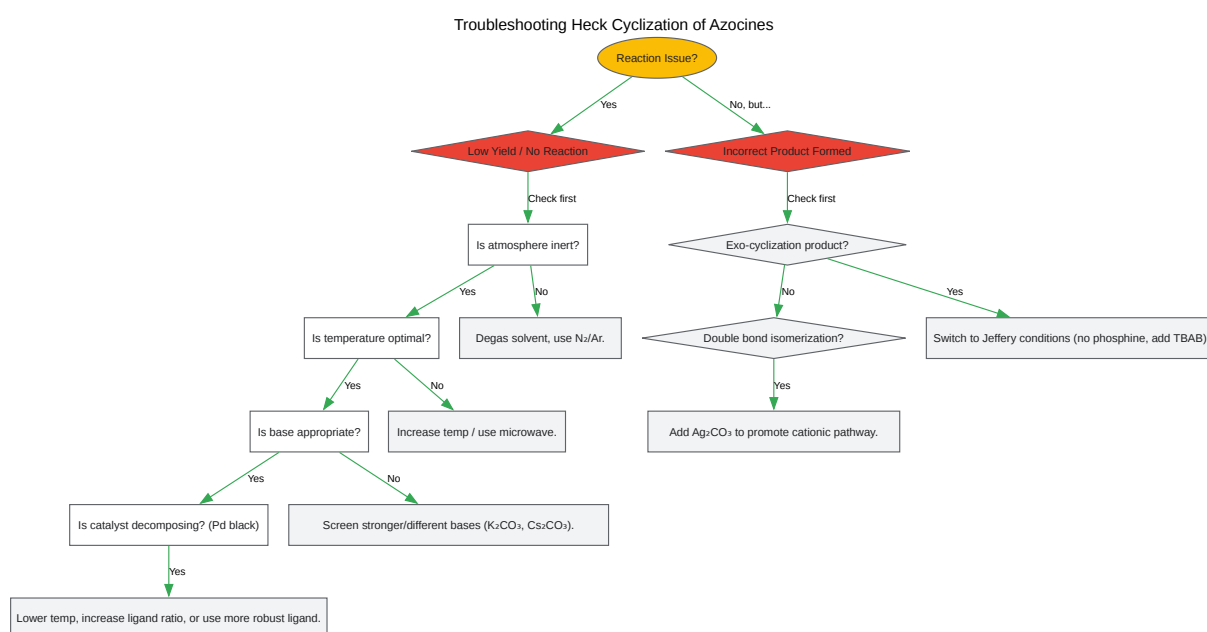 Troubleshooting Heck Cyclization of Azocines
Reaction Issue?
Yes
No, but...
Low Yield / No Reaction
Incorrect Product Formed
Check first
Check first
Is atmosphere inert?
Exo-cyclization product?
Yes
No
No
Yes
Is temperature optimal?
Degas solvent, use N₂/Ar.
Double bond isomerization?
Switch to Jeffery conditions (no phosphine, add TBAB)
Yes
No
Yes
Is base appropriate?
Increase temp / use microwave.
Add Ag₂CO₃ to promote cationic pathway.
Yes
No
Is catalyst decomposing? (Pd black)
Screen stronger/different bases (K₂CO₃, Cs₂CO₃).
Yes
Lower temp, increase ligand ratio, or use more robust ligand.